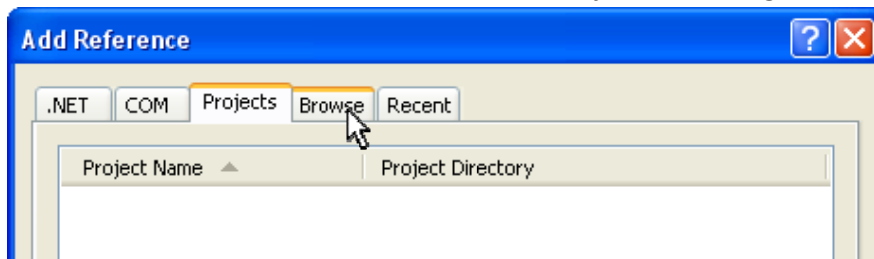 Add Reference
.NET COM Projects Browse Recent
Project Name Project Directory